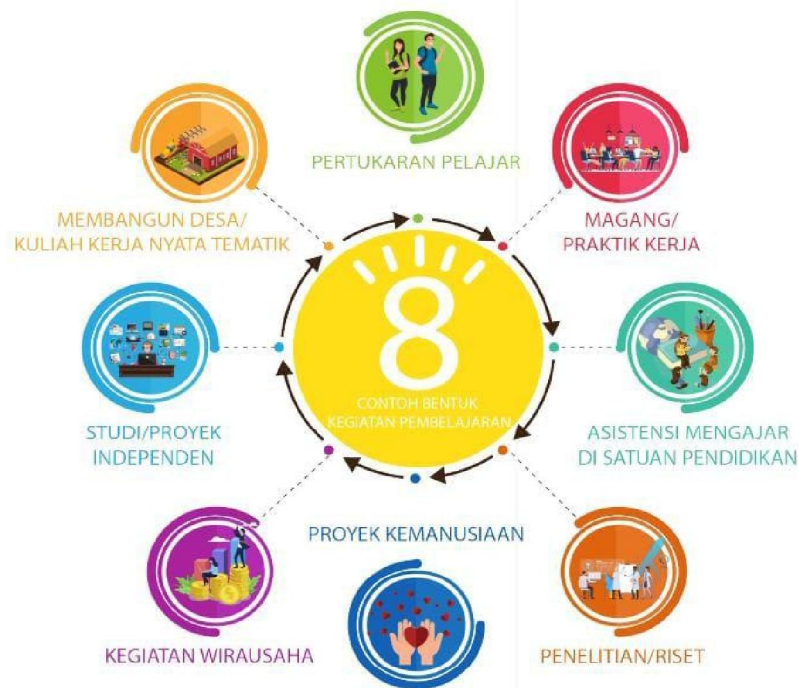 PERTUKARAN PELAJAR
MAGANG/
PRAKTIK KERJA
ASISTENSI MENGAJAR
DI SATUAN PENDIDIKAN
PENELITIAN/RISET
PROYEK KEMANUSIAAN
KEGIATAN WIRAUSAHA
STUDI/PROYEK
INDEPENDEN
MEMBANGUN DESA/
KULIAH KERJA NYATA TEMATIK
8
CONTOH BENTUK
KEGIATAN PEMBELAJARAN